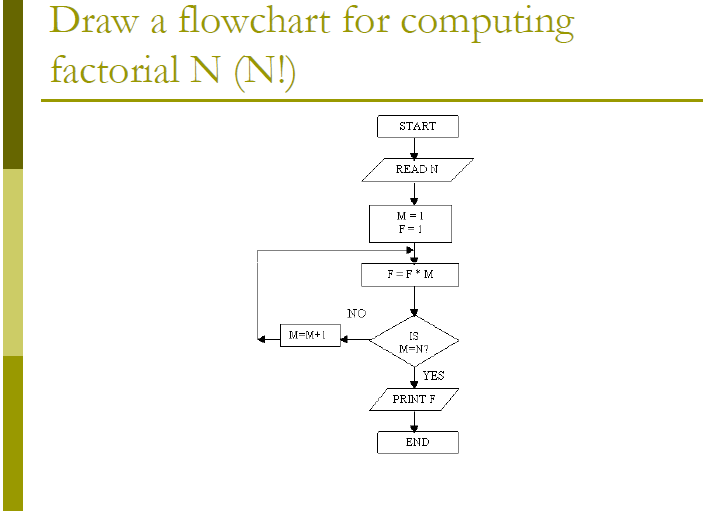 Draw a flowchart for computing
factorial N (N!)
START
READ N
M = 1
F = 1
F = F * M
NO
M=M+1
IS
M=N?
YES
PRINT F
END